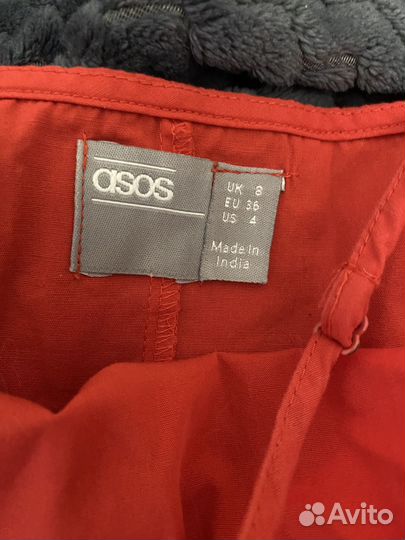 asos
UK 8
EU 36
US 4
Made in
India
Avito